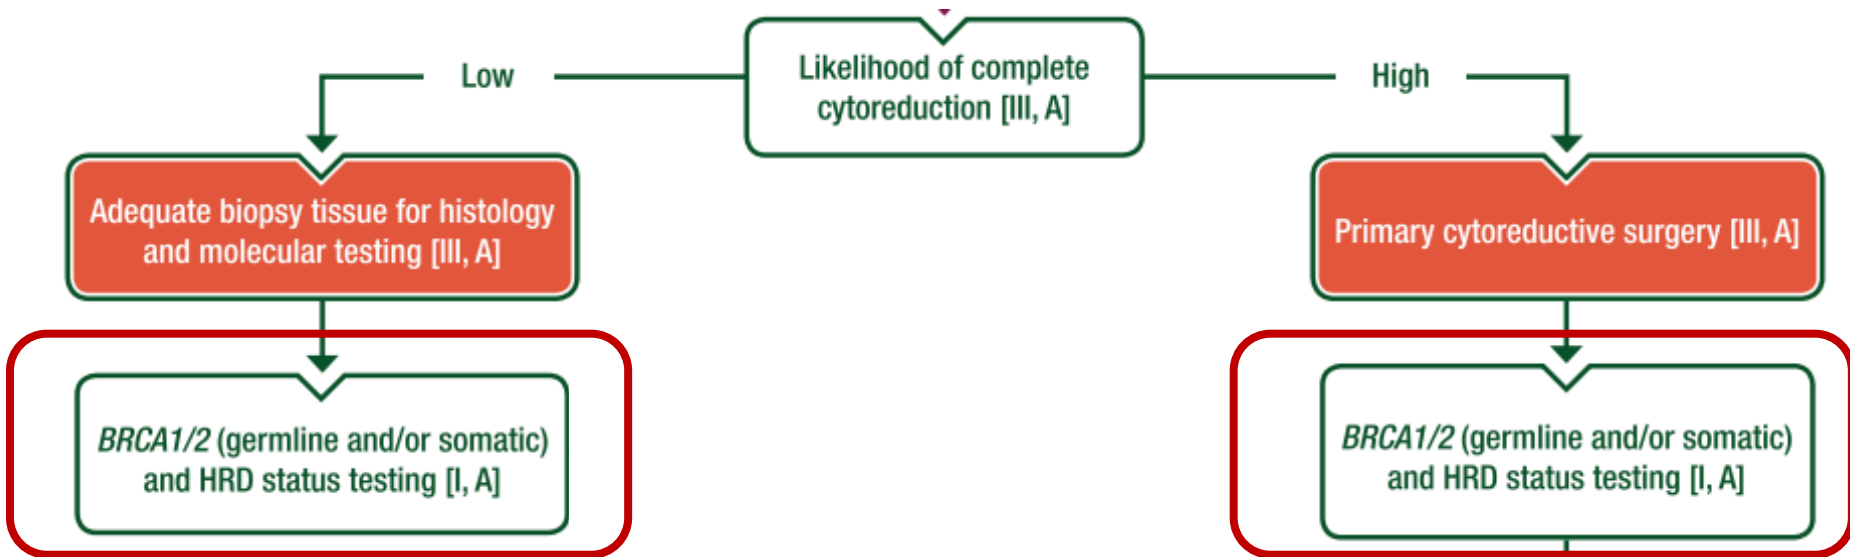 Low
Likelihood of complete
cytoreduction [III, A]
High
Adequate biopsy tissue for histology
and molecular testing [III, A]
Primary cytoreductive surgery [III, A]
BRCA1/2 (germline and/or somatic)
and HRD status testing [I, A]
BRCA1/2 (germline and/or somatic)
and HRD status testing [I, A]